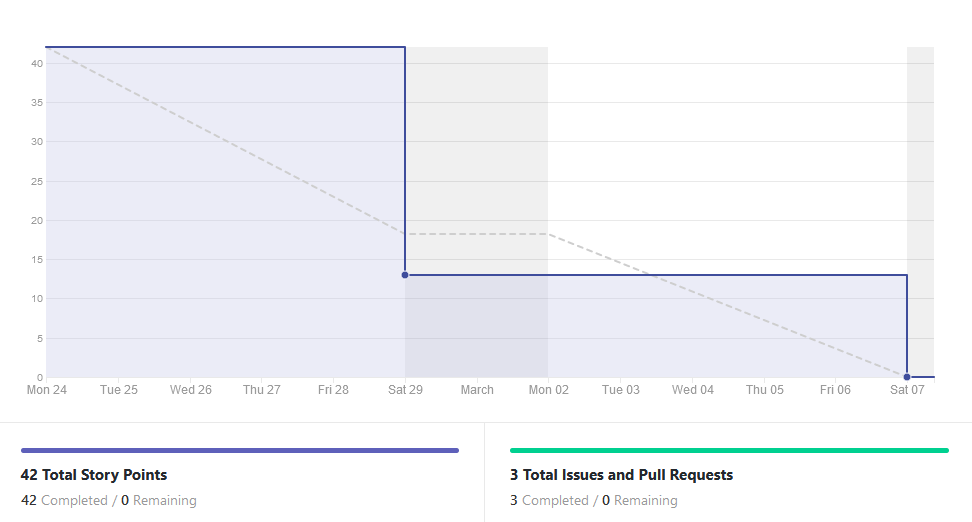 40
35
30
25
20
15
10
5
0
Mon 24 Tue 25 Wed 26 Thu 27 Fri 28 Sat 29 March Mon 02 Tue 03 Wed 04 Thu 05 Fri 06 Sat 07
42 Total Story Points
42 Completed / 0 Remaining
3 Total Issues and Pull Requests
3 Completed / 0 Remaining